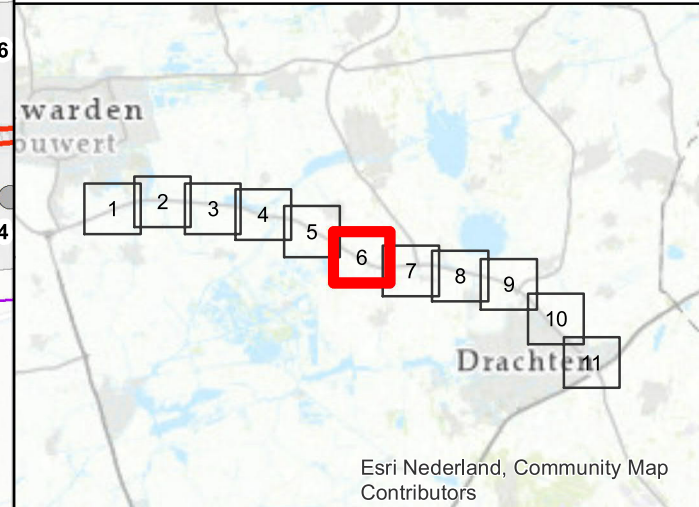 6
warden
ouwert
4
1
2
3
4
5
6
7
8
9
10
Drachten
11
Esri Nederland, Community Map
Contributors